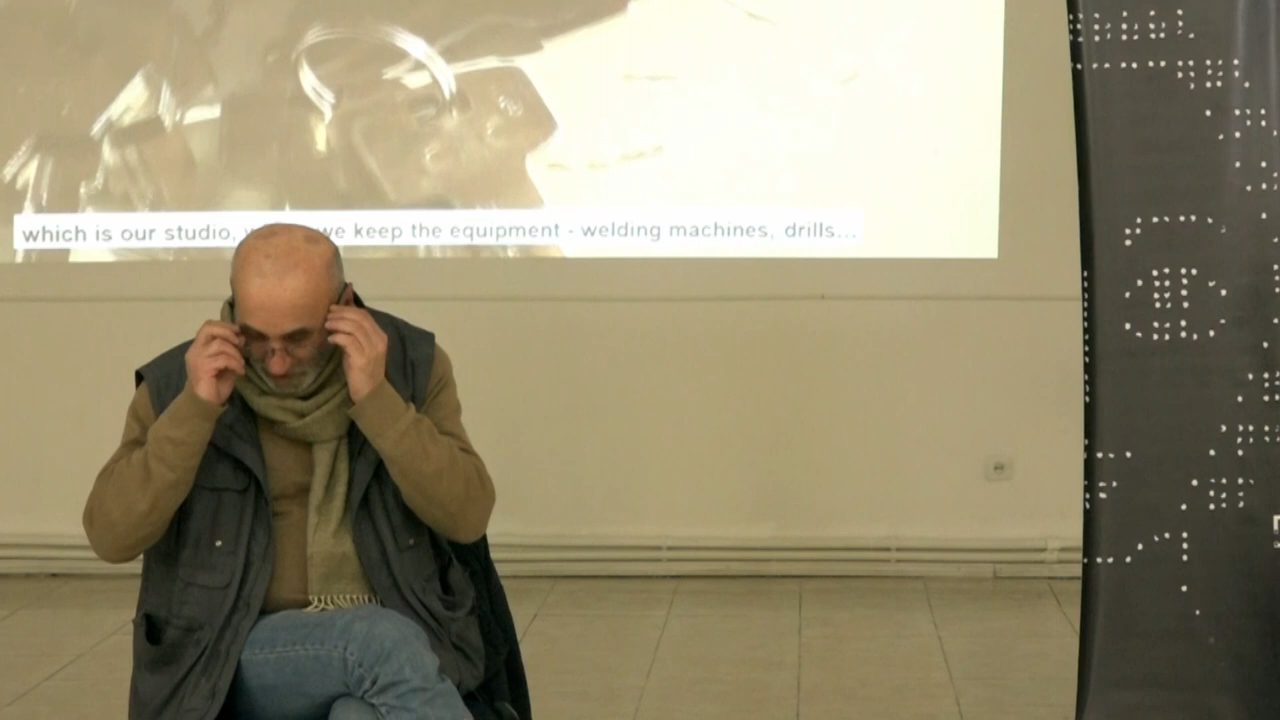 which is our studio, we keep the equipment - welding machines, drills...